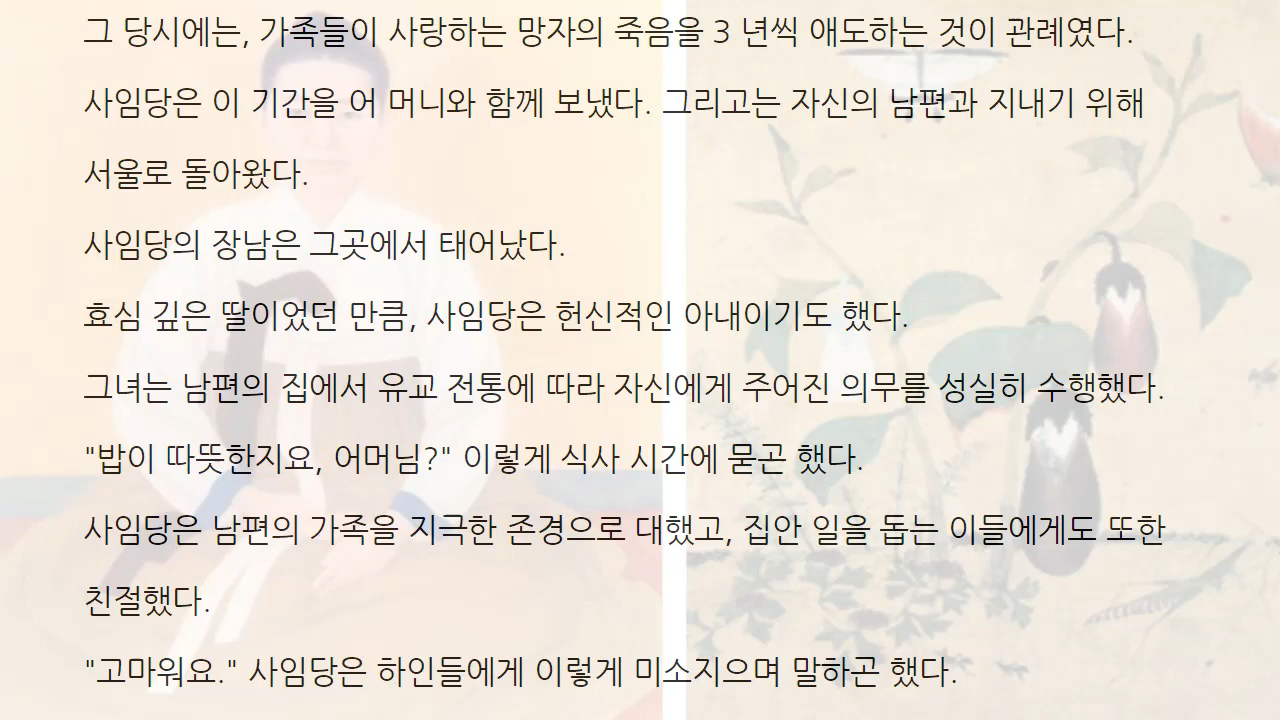 그 당시에는, 가족들이 사랑하는 망자의 죽음을 3 년씩 애도하는 것이 관례였다.
사임당은 이 기간을 어 머니와 함께 보냈다. 그리고는 자신의 남편과 지내기 위해
서울로 돌아왔다.
사임당의 장남은 그곳에서 태어났다.
효심 깊은 딸이었던 만큼, 사임당은 헌신적인 아내이기도 했다.
그녀는 남편의 집에서 유교 전통에 따라 자신에게 주어진 의무를 성실히 수행했다.
"밥이 따뜻한지요, 어머님?" 이렇게 식사 시간에 묻곤 했다.
사임당은 남편의 가족을 지극한 존경으로 대했고, 집안 일을 돕는 이들에게도 또한
친절했다.
"고마워요." 사임당은 하인들에게 이렇게 미소지으며 말하곤 했다.